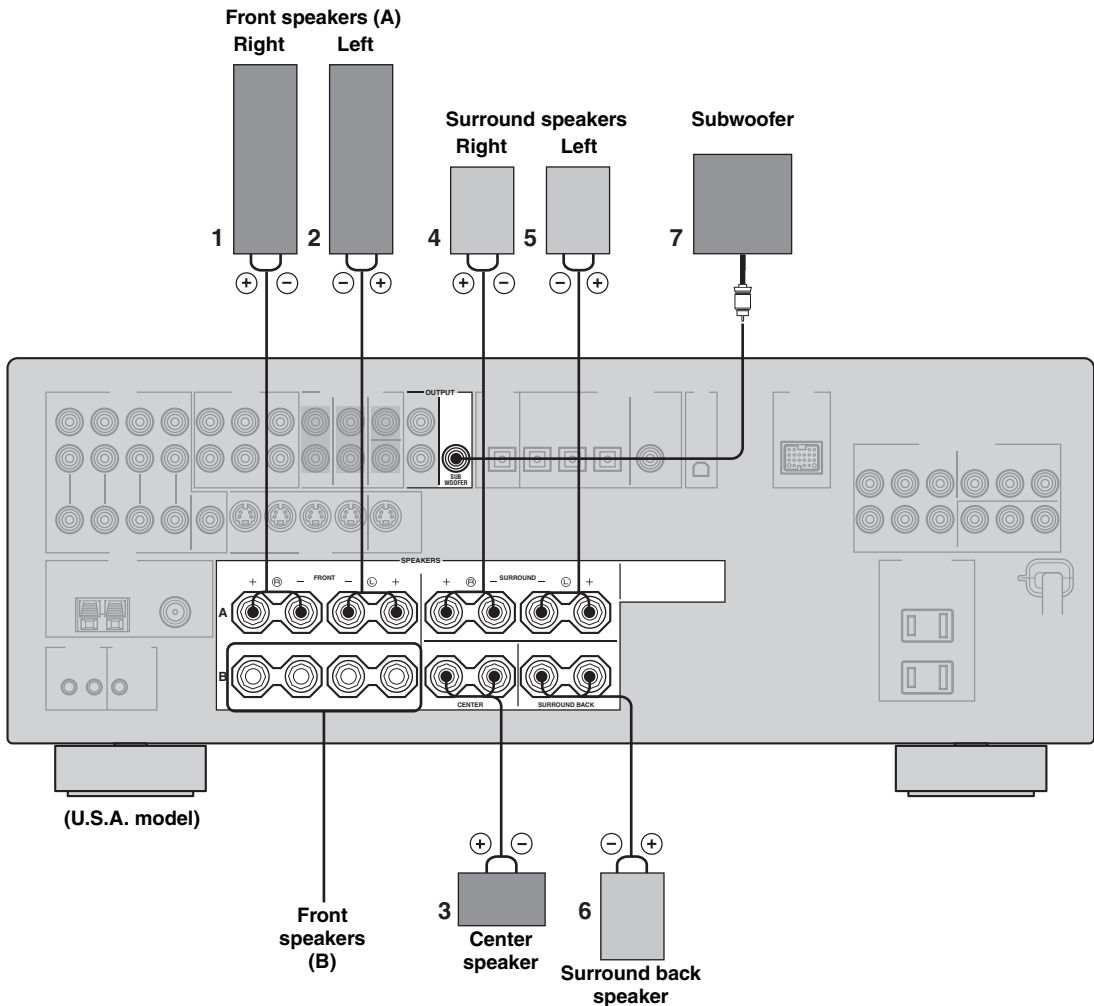 Front speakers (A)
Right Left
Surround speakers
Right Left
Subwoofer
1 2 4 5 7
+ − − + + − − +
OUTPUT
SUB
WOOFER
SPEAKERS
+ R − FRONT − L + + R − SURROUND − L +
A
B
CENTER SURROUND BACK
(U.S.A. model)
+ − − +
3 6
Front
speakers
(B)
Center
speaker
Surround back
speaker